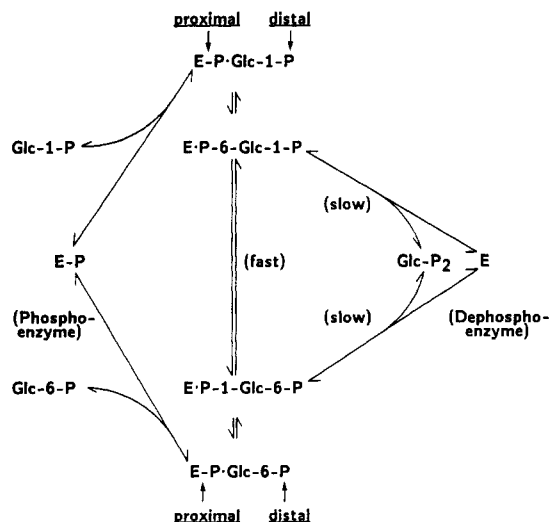 proximal distal
E-P·Glc-1-P
Glc-1-P
E·P-6-Glc-1-P
(slow)
E-P
(fast)
Glc-P₂ E
(Phospho-
enzyme)
(slow)
(Dephospho-
enzyme)
Glc-6-P
E·P-1-Glc-6-P
E-P·Glc-6-P
proximal distal